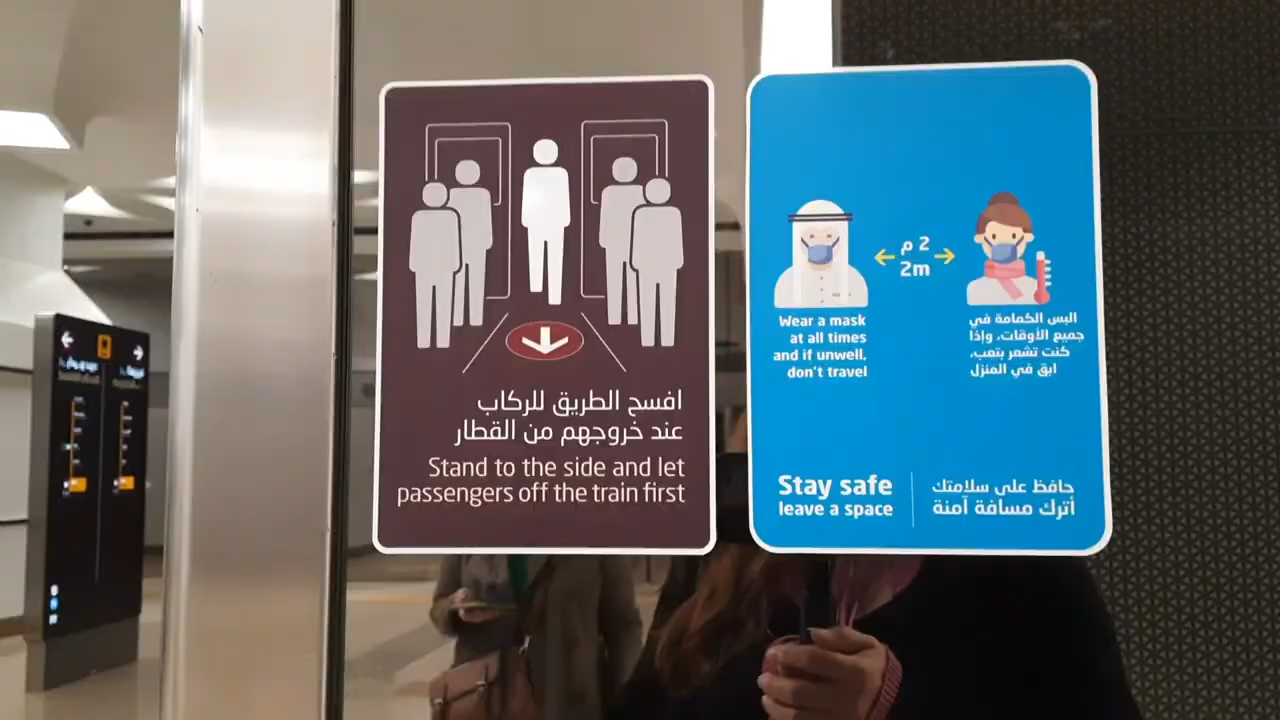 افسح الطريق للركاب
عند خروجهم من القطار
Stand to the side and let
passengers off the train first
2 م
2m
Wear a mask
at all times
and if unwell,
don't travel
البس الكمامة في
جميع الأوقات، وإذا
كنت تشعر بتعب،
ابق في المنزل
Stay safe
leave a space
حافظ على سلامتك
أترك مسافة آمنة